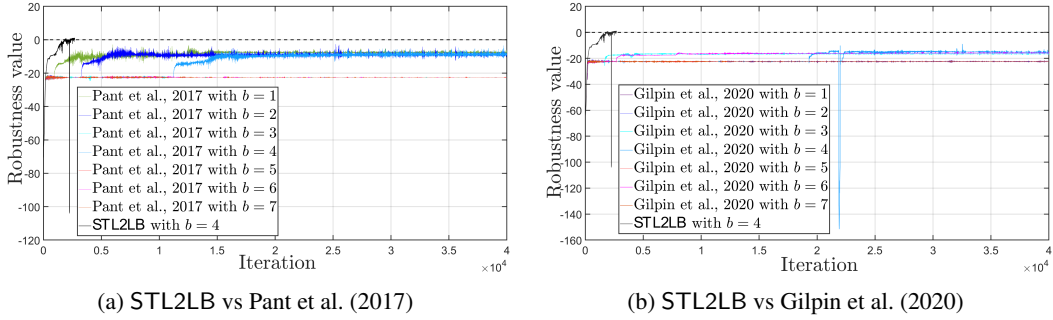 20
0
-20
-40
-60
-80
-100
-120
Robustness value
Pant et al., 2017 with b = 1
Pant et al., 2017 with b = 2
Pant et al., 2017 with b = 3
Pant et al., 2017 with b = 4
Pant et al., 2017 with b = 5
Pant et al., 2017 with b = 6
Pant et al., 2017 with b = 7
STL2LB with b = 4
0 0.5 1 1.5 2 2.5 3 3.5 4
Iteration
×10⁴
(a) STL2LB vs Pant et al. (2017)
20
0
-20
-40
-60
-80
-100
-120
-140
-160
Robustness value
Gilpin et al., 2020 with b = 1
Gilpin et al., 2020 with b = 2
Gilpin et al., 2020 with b = 3
Gilpin et al., 2020 with b = 4
Gilpin et al., 2020 with b = 5
Gilpin et al., 2020 with b = 6
Gilpin et al., 2020 with b = 7
STL2LB with b = 4
0 0.5 1 1.5 2 2.5 3 3.5 4
Iteration
×10⁴
(b) STL2LB vs Gilpin et al. (2020)